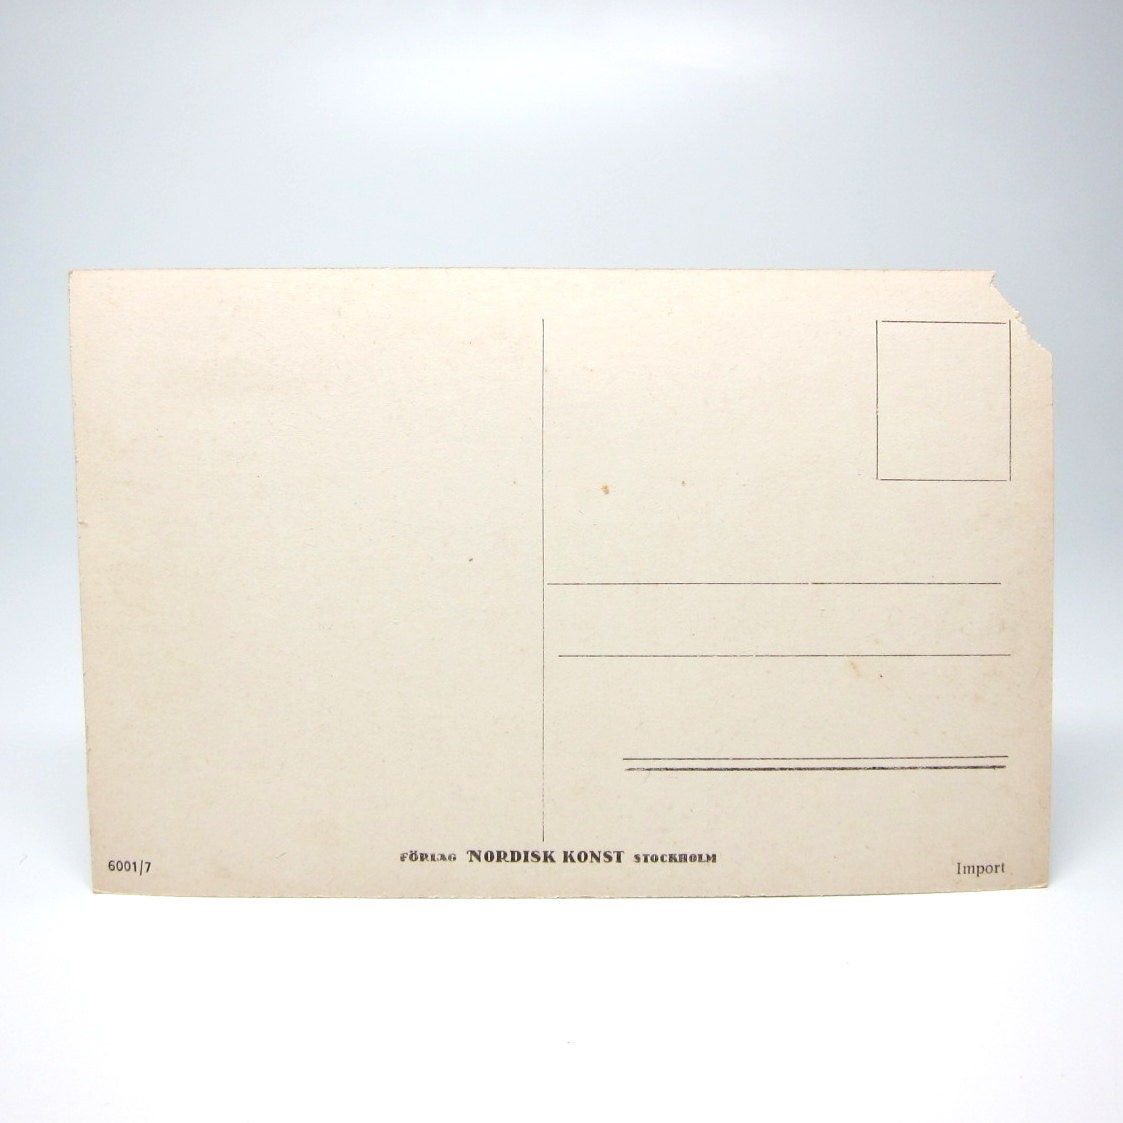 6001/7
FÖRLAG NORDISK KONST STOCKHOLM
Import